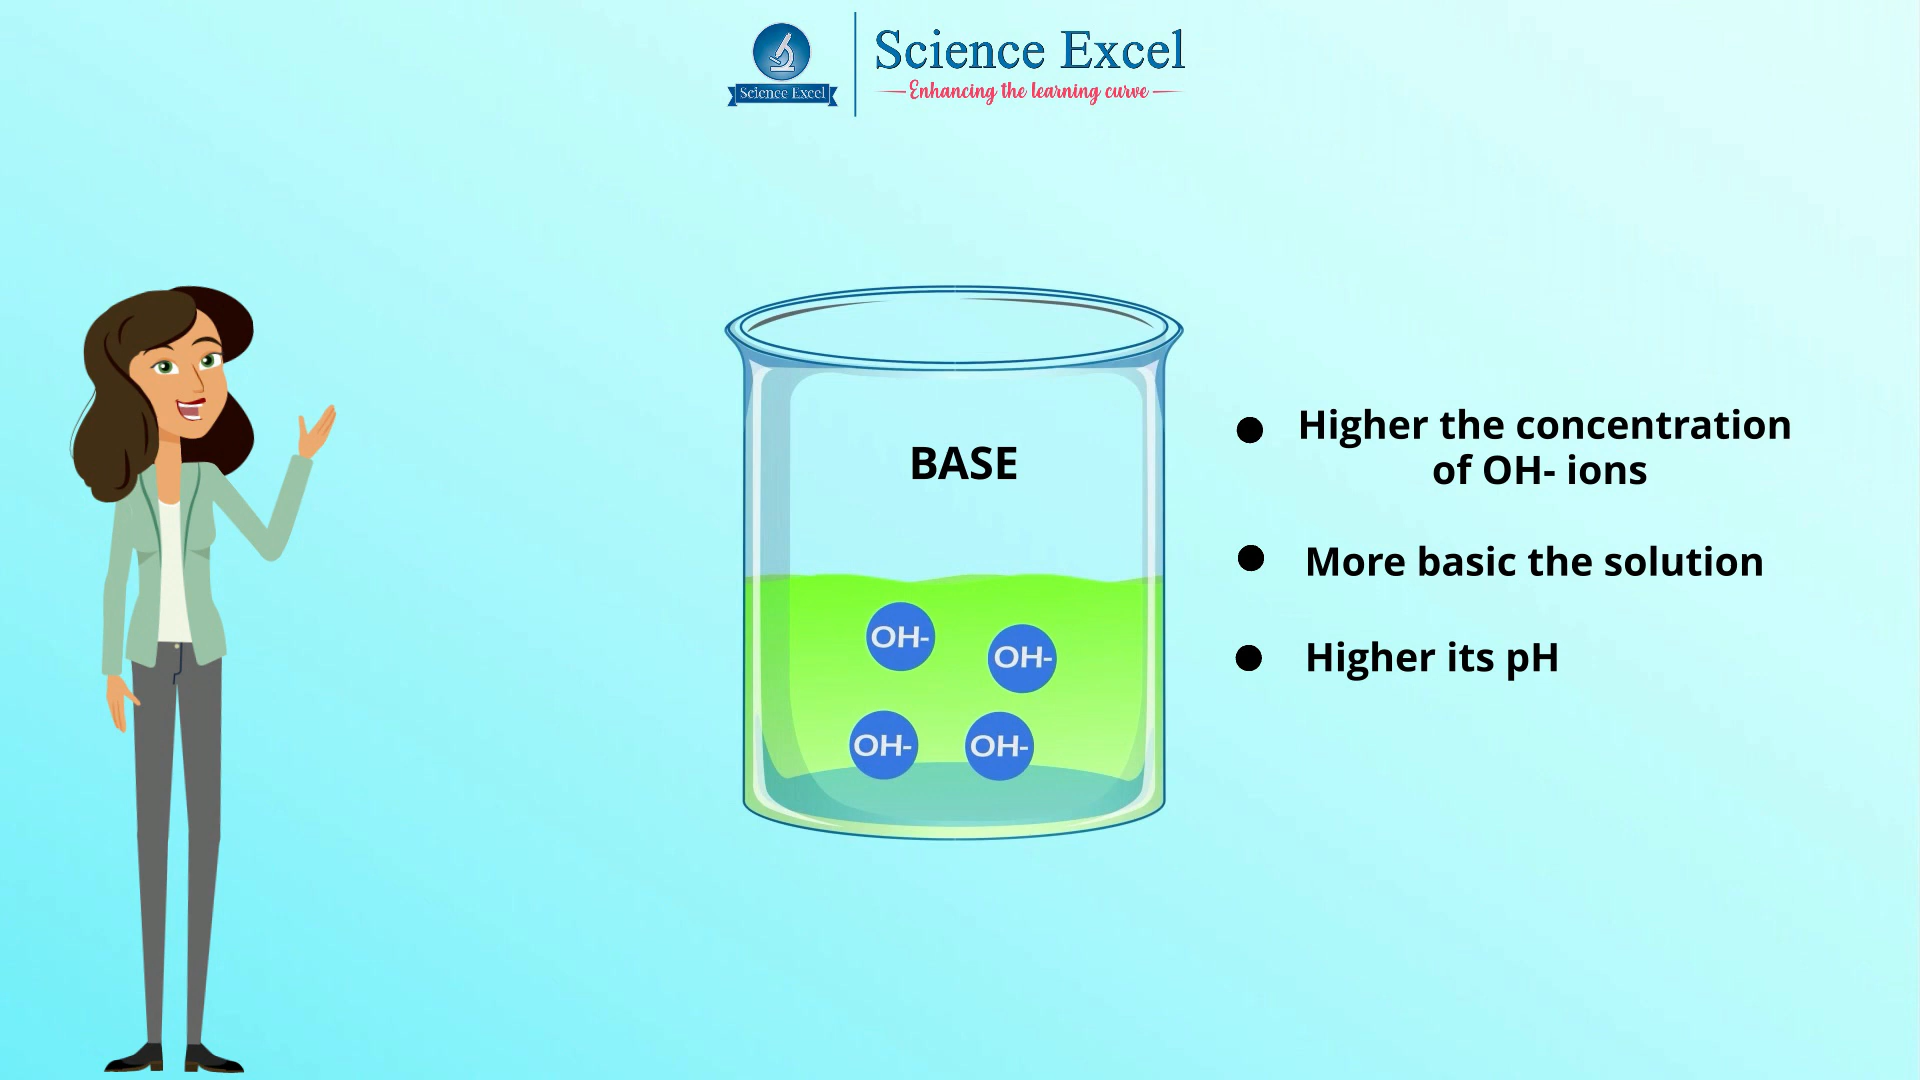 Science Excel
Science Excel
Enhancing the learning curve
BASE
Higher the concentration
of OH- ions
More basic the solution
Higher its pH
OH-
OH-
OH-
OH-